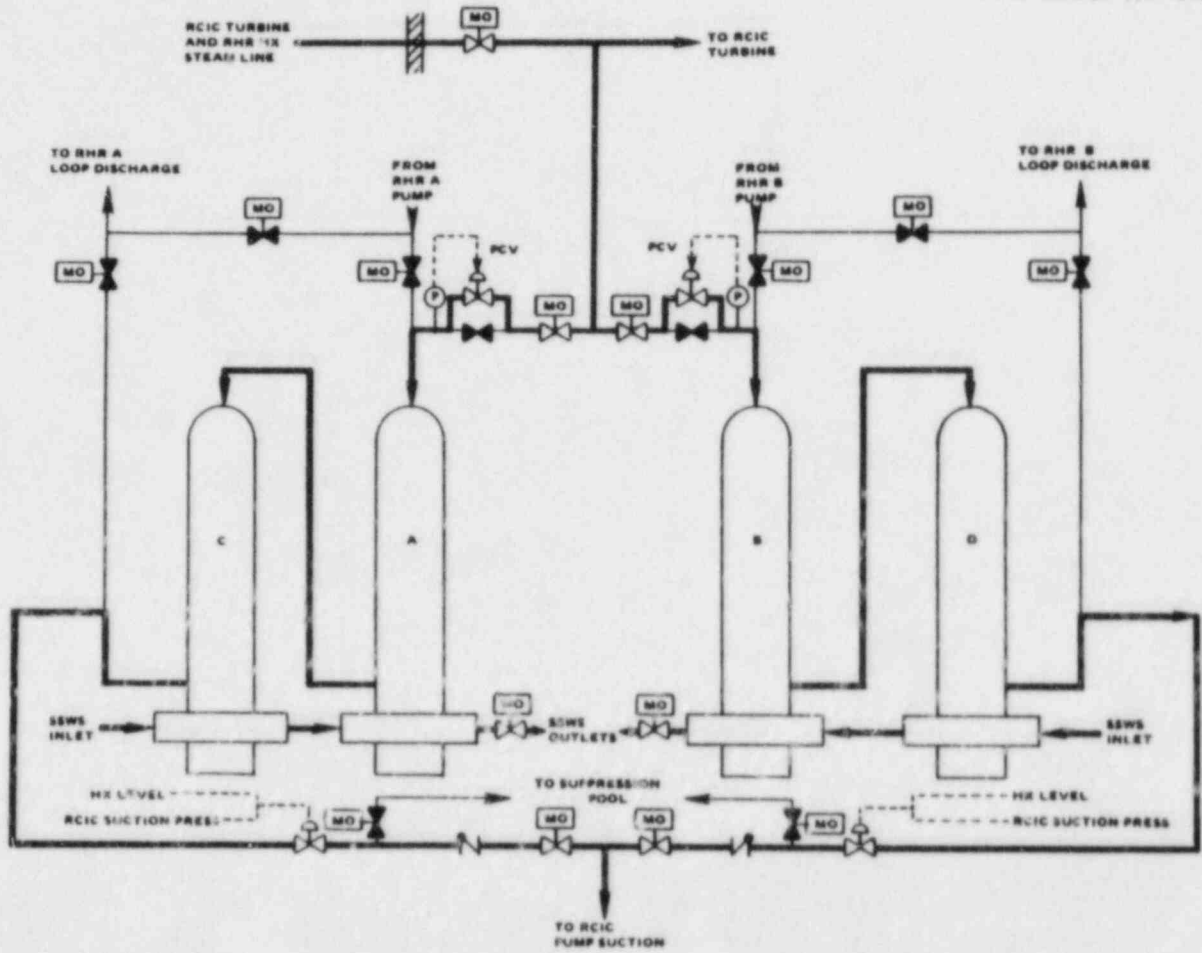 MO
RCIC TURBINE
AND RHR HX
STEAM LINE
TO RCIC
TURBINE
TO RHR A
LOOP DISCHARGE
FROM
RHR A
PUMP
FROM
RHR B
PUMP
TO RHR B
LOOP DISCHARGE
MO
MO
MO
MO
PCV
PCV
MO
MO
P
MO
MO
P
C
A
B
D
SSWS
INLET
MO
SSWS
OUTLETS
MO
SSWS
INLET
TO SUPPRESSION
POOL
HX LEVEL
RCIC SUCTION PRESS
MO
MO
MO
MO
HX LEVEL
RCIC SUCTION PRESS
TO RCIC
PUMP SUCTION